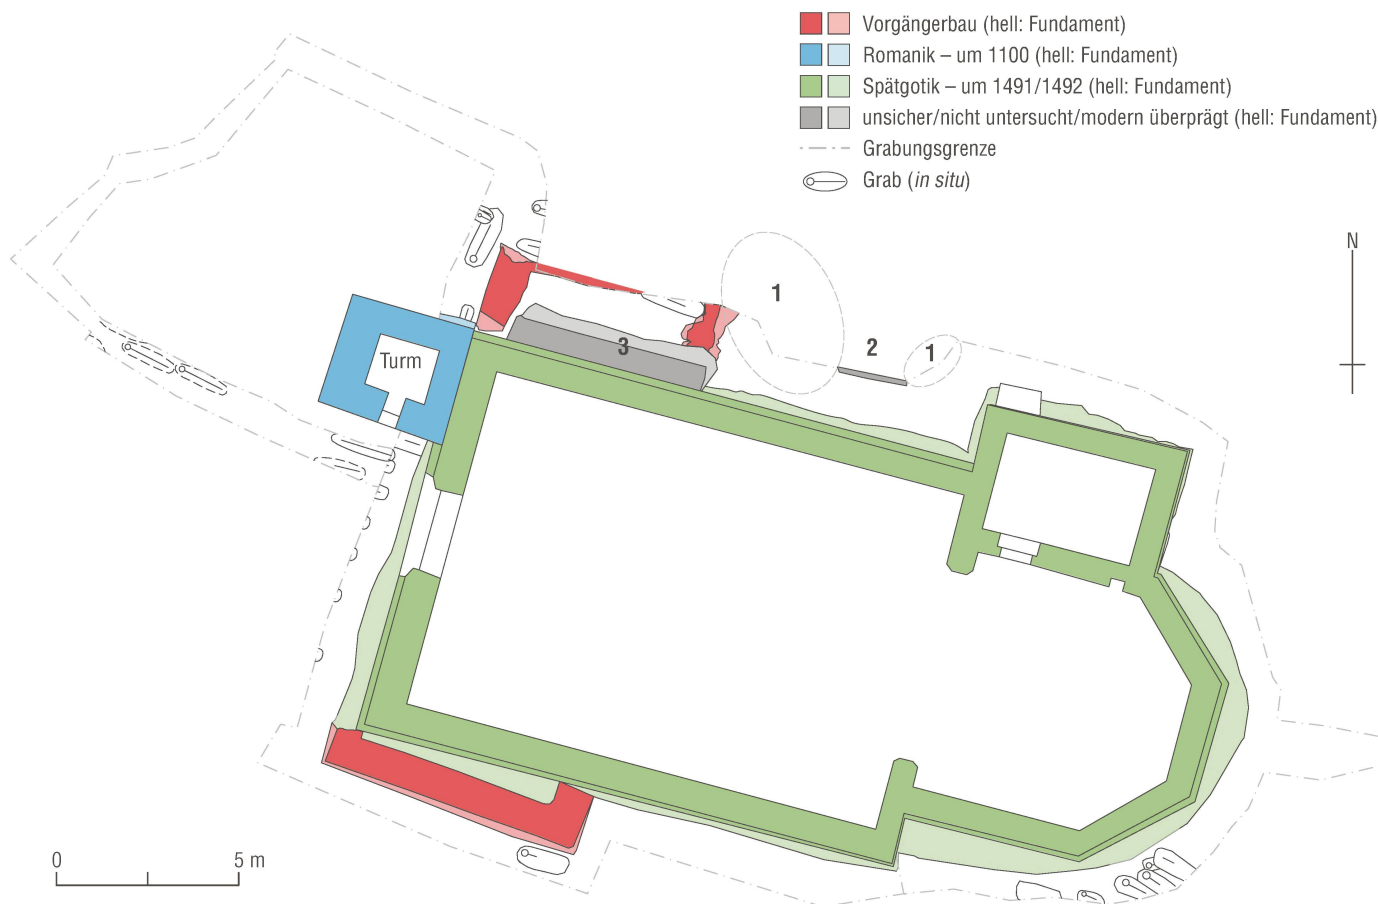 Vorgängerbau (hell: Fundament)
Romanik – um 1100 (hell: Fundament)
Spätgotik – um 1491/1492 (hell: Fundament)
unsicher/nicht untersucht/modern überprägt (hell: Fundament)
Grabungsgrenze
Grab (in situ)
N
1
2
1
3
Turm
0 5 m